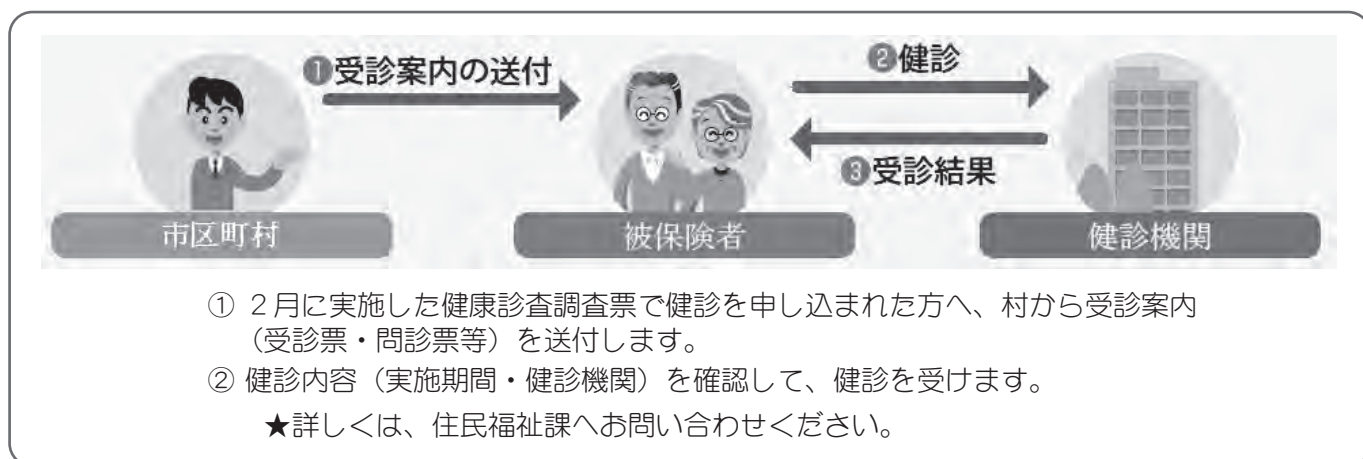 ❶受診案内の送付
❷健診
❸受診結果
市区町村
被保険者
健診機関
① 2月に実施した健康診査調査票で健診を申し込まれた方へ、村から受診案内
（受診票・問診票等）を送付します。
② 健診内容（実施期間・健診機関）を確認して、健診を受けます。
★詳しくは、住民福祉課へお問い合わせください。